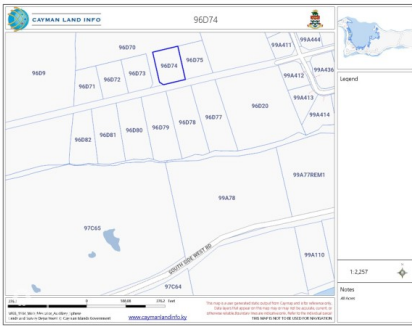 CAYMAN LAND INFO
96D74
96D70
96D74
96D75
99A411
99A444
96D9
96D71
96D72
96D73
99A412
99A436
99A413
99A414
96D82
96D81
96D80
96D79
96D78
96D77
96D20
99A77REM1
99A78
97C65
SOUTH SIDE WEST RD
97C64
99A110
Legend
1: 2,257
Notes
www.caymanlandinfo.ky
THIS MAP IS NOT TO BE USED FOR NAVIGATION